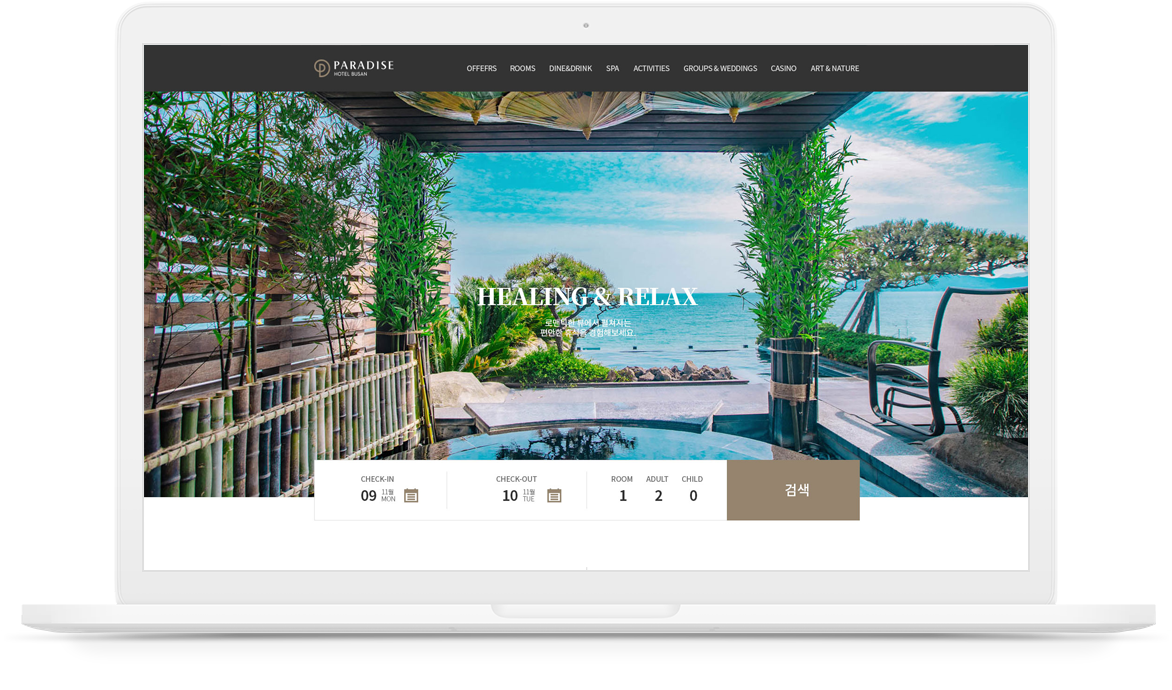 PARADISE
HOTEL BUSAN
OFFEFRS ROOMS DINE&DRINK SPA ACTIVITIES GROUPS & WEDDINGS CASINO ART & NATURE
HEALING & RELAX
로맨틱한 뷰에서 펼쳐지는
편안한 휴식을 경험해보세요.
CHECK-IN
09 11월 MON
CHECK-OUT
10 11월 TUE
ROOM ADULT CHILD
1 2 0
검색